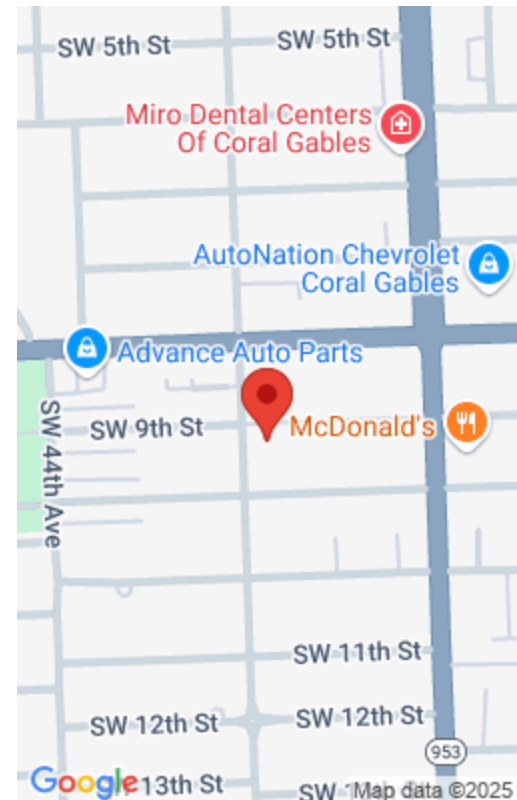 SW 5th St
SW 5th St
Miro Dental Centers
Of Coral Gables
AutoNation Chevrolet
Coral Gables
Advance Auto Parts
SW 44th Ave
SW 9th St
McDonald's
SW 11th St
SW 12th St
SW 12th St
953
Google
13th St
SW
Map data ©2025